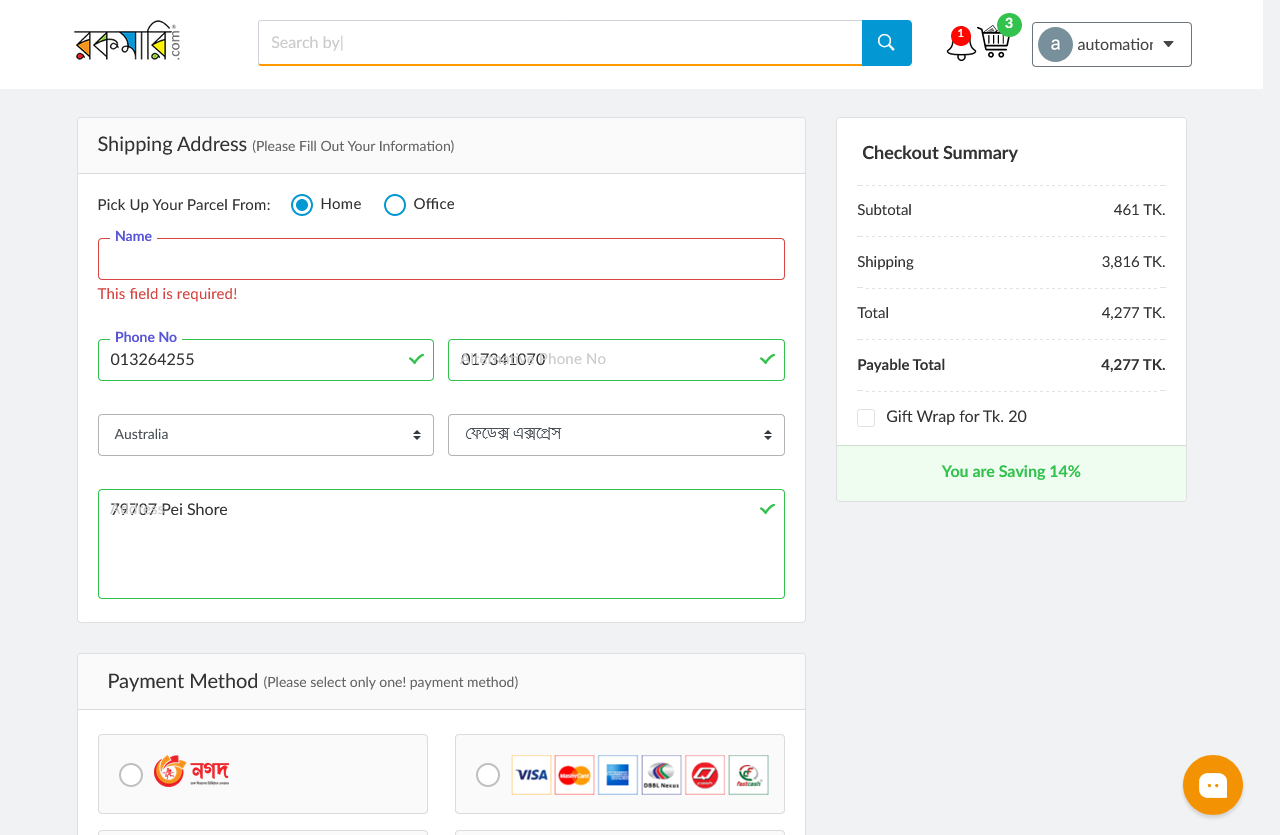 রকমারি.com
Search by|
1
3
a automation
Shipping Address (Please Fill Out Your Information)
Pick Up Your Parcel From: Home Office
Name
This field is required!
Phone No
013264255
017341070
Phone No
Australia
ফেডেক্স এক্সপ্রেস
79707 Pei Shore
Checkout Summary
Subtotal 461 TK.
Shipping 3,816 TK.
Total 4,277 TK.
Payable Total 4,277 TK.
Gift Wrap for Tk. 20
You are Saving 14%
Payment Method (Please select only one! payment method)
নগদ
VISA MasterCard DBBL Nexus fastcash